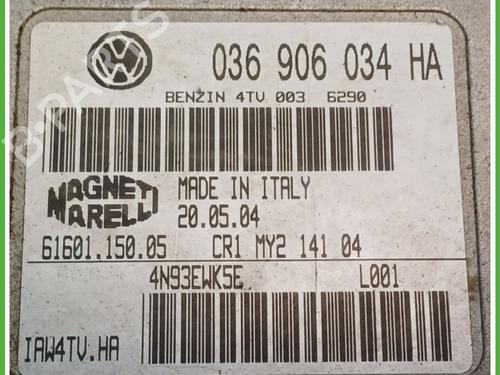 036 906 034 HA
BENZIN 4TV 003 6290
MAGNETI MARELLI
MADE IN ITALY
20.05.04
61601.150.05 CR1 MY2 141 04
4N93EWK5E L001
IAW4TV.HA
B-PARTS